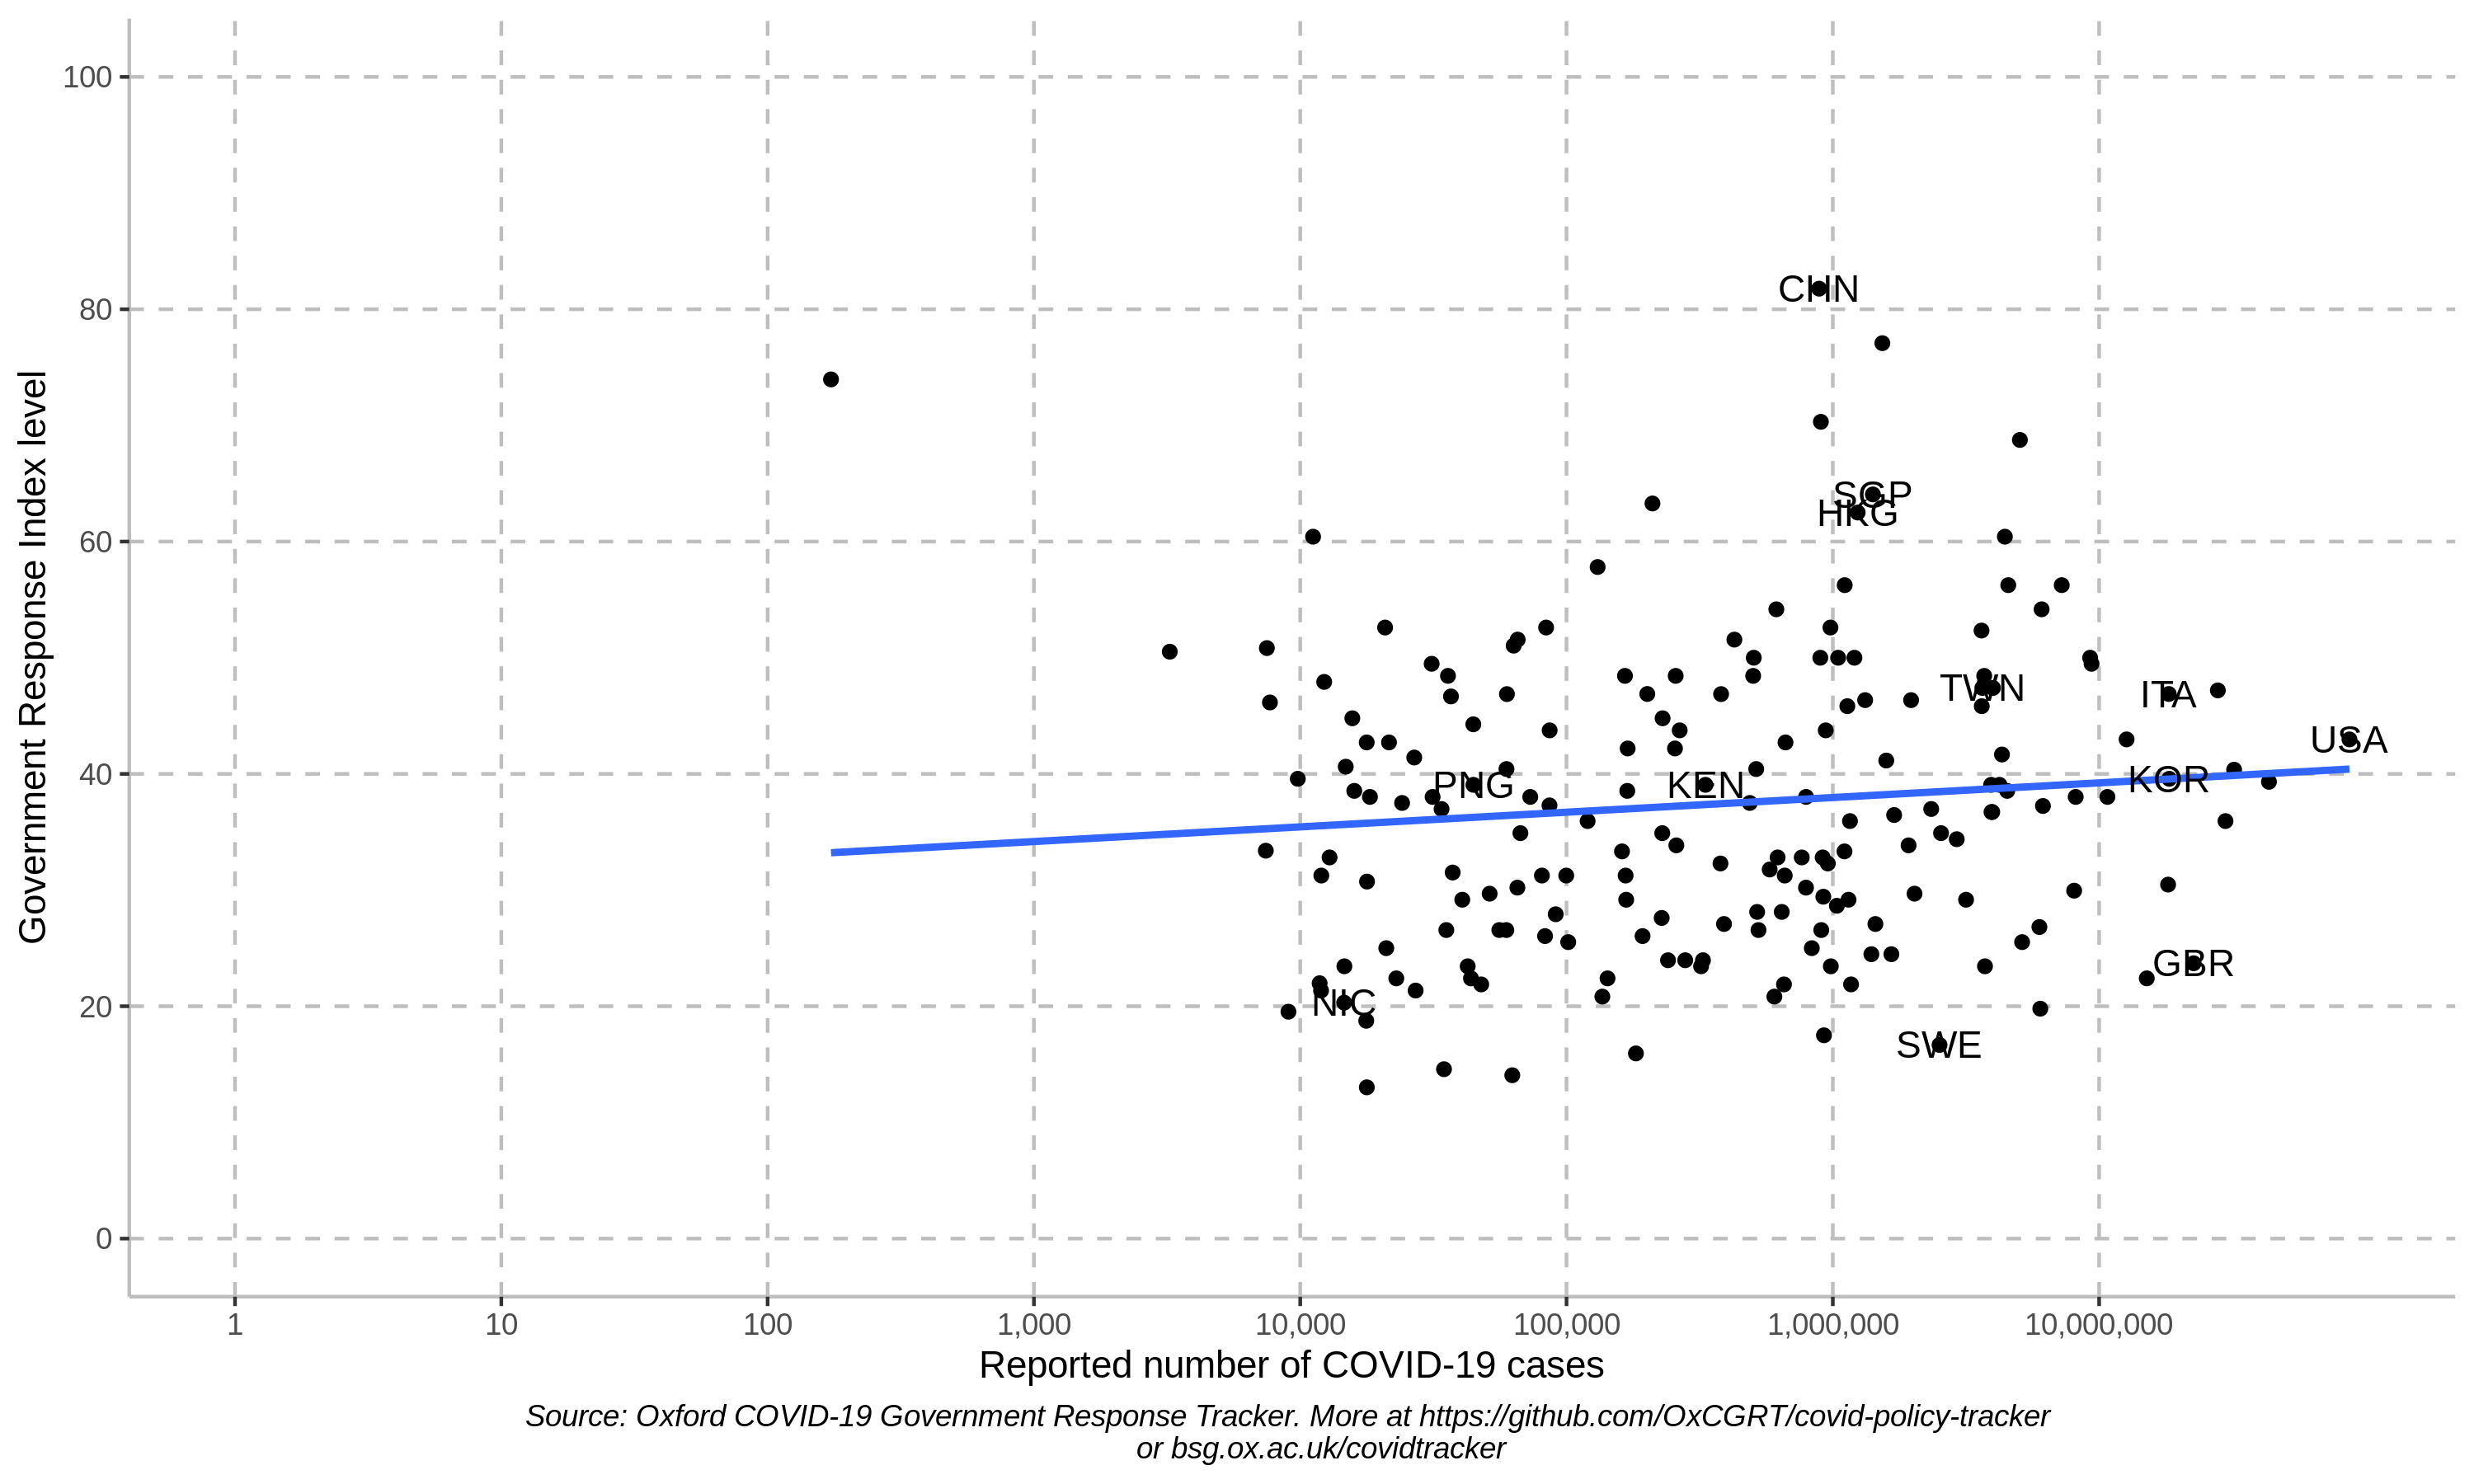 Government Response Index level
100
80
60
40
20
0
CHN
SGP
HKG
TWN
ITA
USA
KOR
PNG
KEN
GBR
NIC
SWE
1
10
100
1,000
10,000
100,000
1,000,000
10,000,000
Reported number of COVID-19 cases
Source: Oxford COVID-19 Government Response Tracker. More at https://github.com/OxCGRT/covid-policy-tracker
or bsg.ox.ac.uk/covidtracker